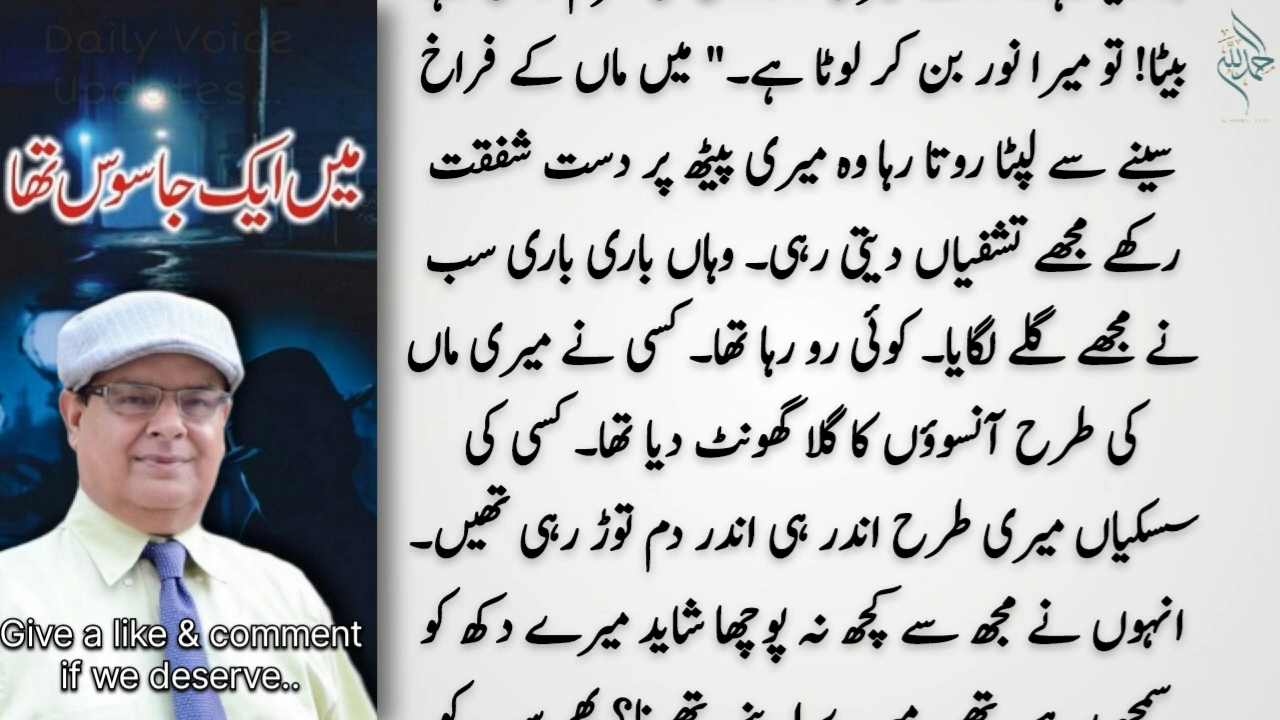 Daily Voice
Updates...
میں ایک جاسوس تھا
Give a like & comment
if we deserve..
بیٹا! تو میرا نور بن کر لوٹا ہے۔" میں ماں کے فراخ
سینے سے لپٹا روتا رہا وہ میری پیٹھ پر دست شفقت
رکھے مجھے تشفیاں دیتی رہی۔ وہاں باری باری سب
نے مجھے گلے لگایا۔ کوئی رو رہا تھا۔ کسی نے میری ماں
کی طرح آنسوؤں کا گلا گھونٹ دیا تھا۔ کسی کی
سسکیاں میری طرح اندر ہی اندر دم توڑ رہی تھیں۔
انہوں نے مجھ سے کچھ نہ پوچھا شاید میرے دکھ کو